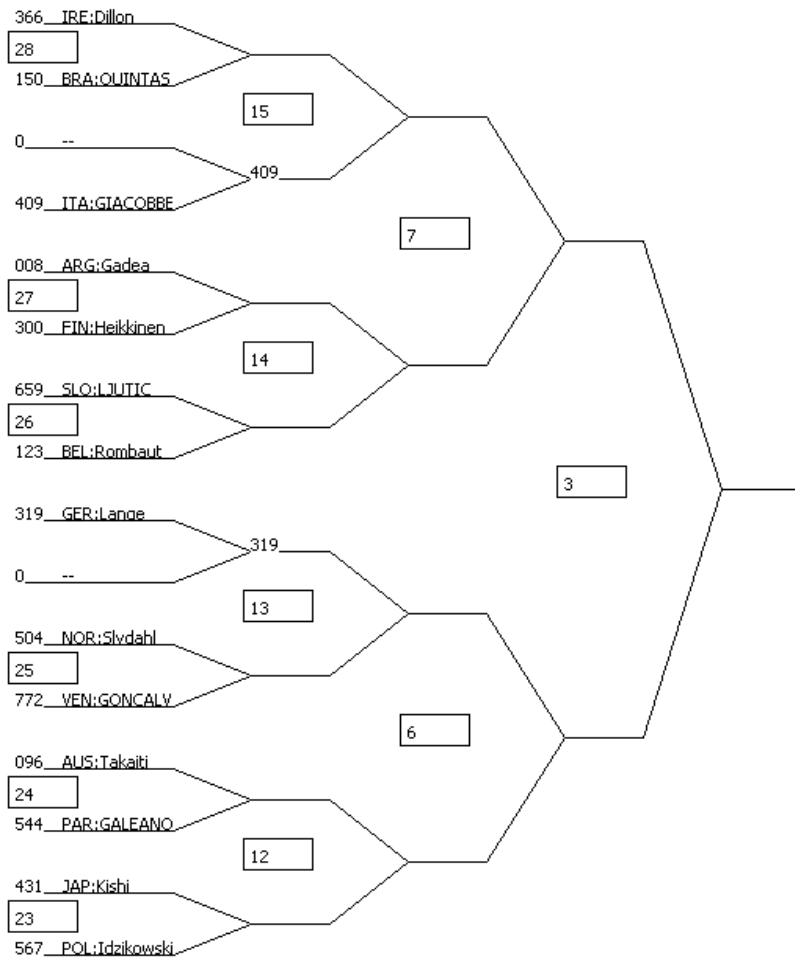 366 IRE:Dillon
28
150 BRA:QUINTAS
15
0 --
409
409 ITA:GIACOBBE
7
008 ARG:Gadea
27
300 FIN:Heikkinen
14
659 SLO:LJUTIC
26
123 BEL:Rombaut
3
319 GER:Lange
319
0 --
13
504 NOR:Slydahl
25
772 VEN:GONCALV
6
096 AUS:Takaiti
24
544 PAR:GALEANO
12
431 JAP:Kishi
23
567 POL:Idzikowski